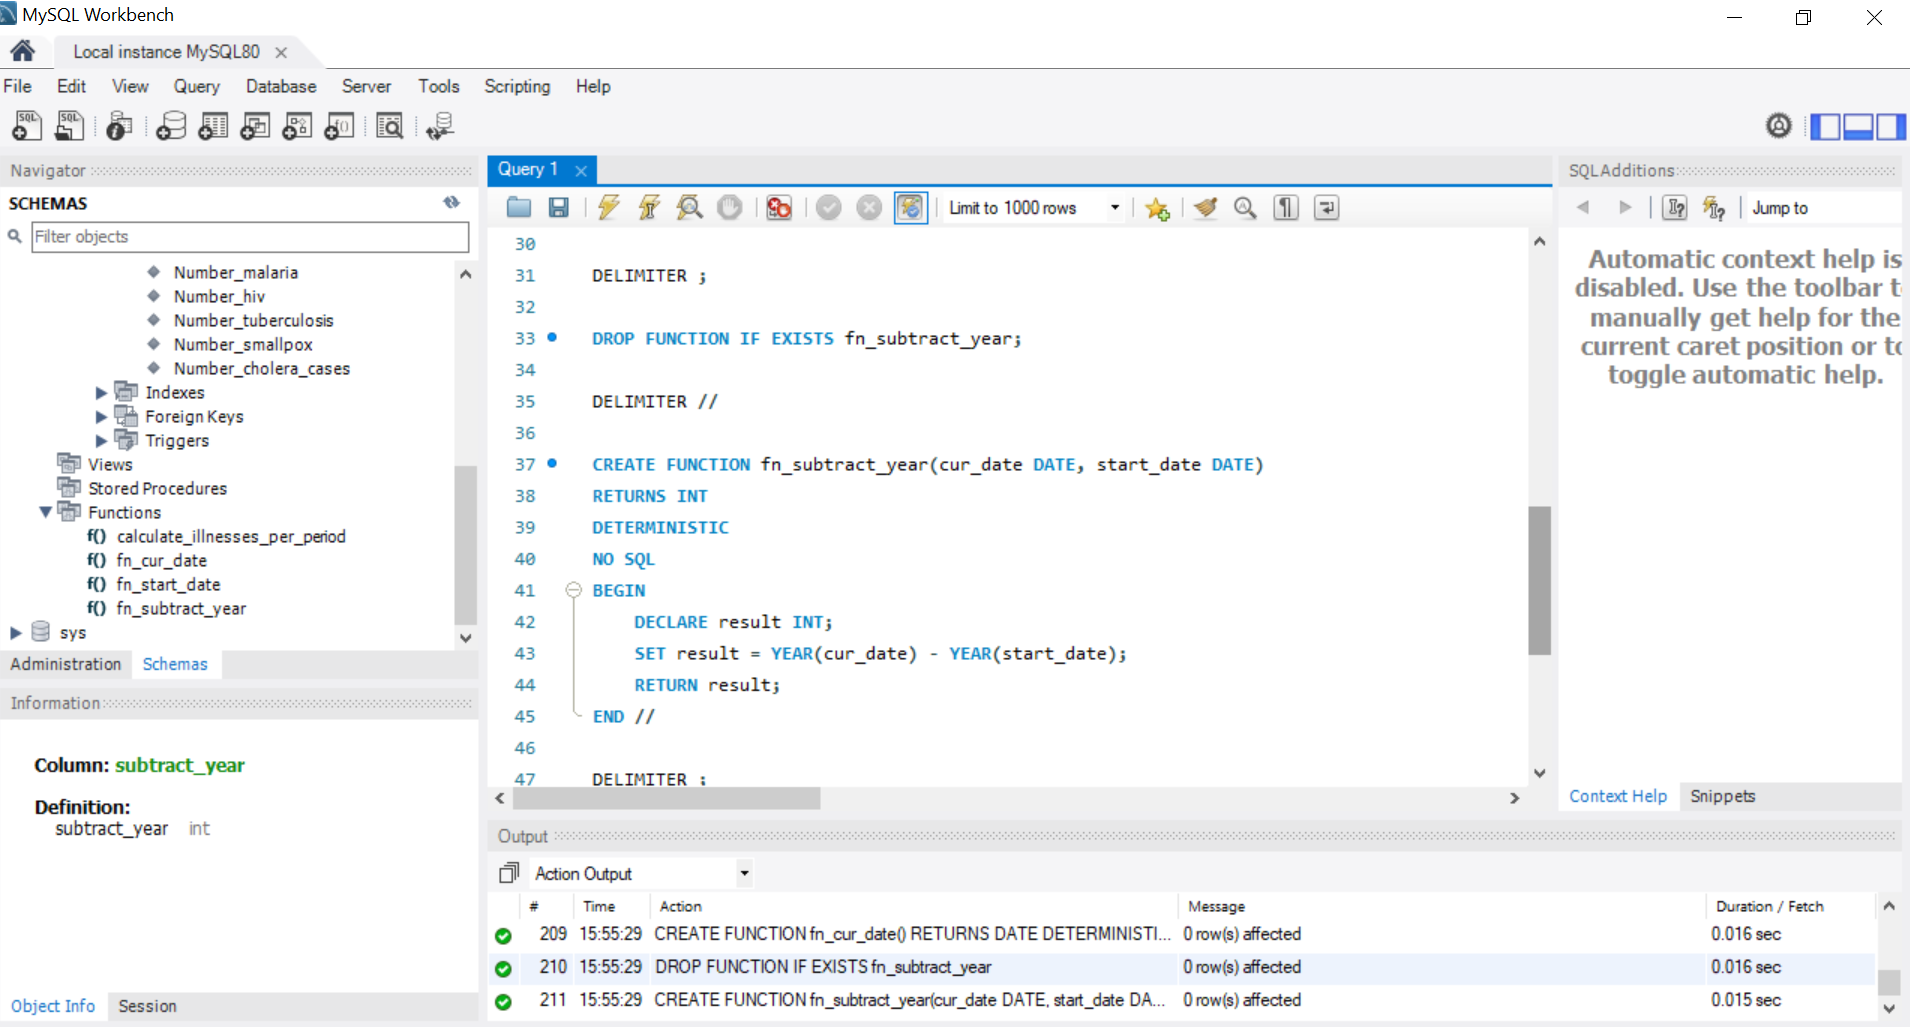 MySQL Workbench
Local instance MySQL80
File Edit View Query Database Server Tools Scripting Help
Navigator
SCHEMAS
Filter objects
Number_malaria
Number_hiv
Number_tuberculosis
Number_smallpox
Number_cholera_cases
Indexes
Foreign Keys
Triggers
Views
Stored Procedures
Functions
f() calculate_illnesses_per_period
f() fn_cur_date
f() fn_start_date
f() fn_subtract_year
sys
Administration Schemas
Information
Column: subtract_year
Definition:
subtract_year int
Object Info Session
Query 1
Limit to 1000 rows
30
31 DELIMITER ;
32
33 DROP FUNCTION IF EXISTS fn_subtract_year;
34
35 DELIMITER //
36
37 CREATE FUNCTION fn_subtract_year(cur_date DATE, start_date DATE)
38 RETURNS INT
39 DETERMINISTIC
40 NO SQL
41 BEGIN
42 DECLARE result INT;
43 SET result = YEAR(cur_date) - YEAR(start_date);
44 RETURN result;
45 END //
46
47 DELIMITER ;
SQLAdditions
Jump to
Automatic context help is
disabled. Use the toolbar t
manually get help for the
current caret position or to
toggle automatic help.
Context Help Snippets
Output
Action Output
# Time Action Message Duration / Fetch
209 15:55:29 CREATE FUNCTION fn_cur_date() RETURNS DATE DETERMINISTI... 0 row(s) affected 0.016 sec
210 15:55:29 DROP FUNCTION IF EXISTS fn_subtract_year 0 row(s) affected 0.016 sec
211 15:55:29 CREATE FUNCTION fn_subtract_year(cur_date DATE, start_date DA... 0 row(s) affected 0.015 sec